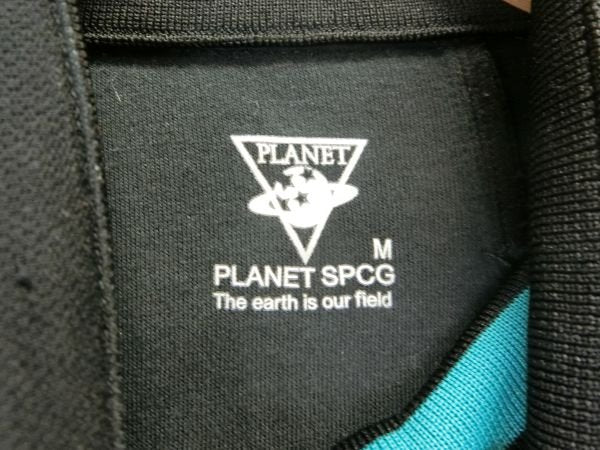 PLANET
M
PLANET SPCG
The earth is our field